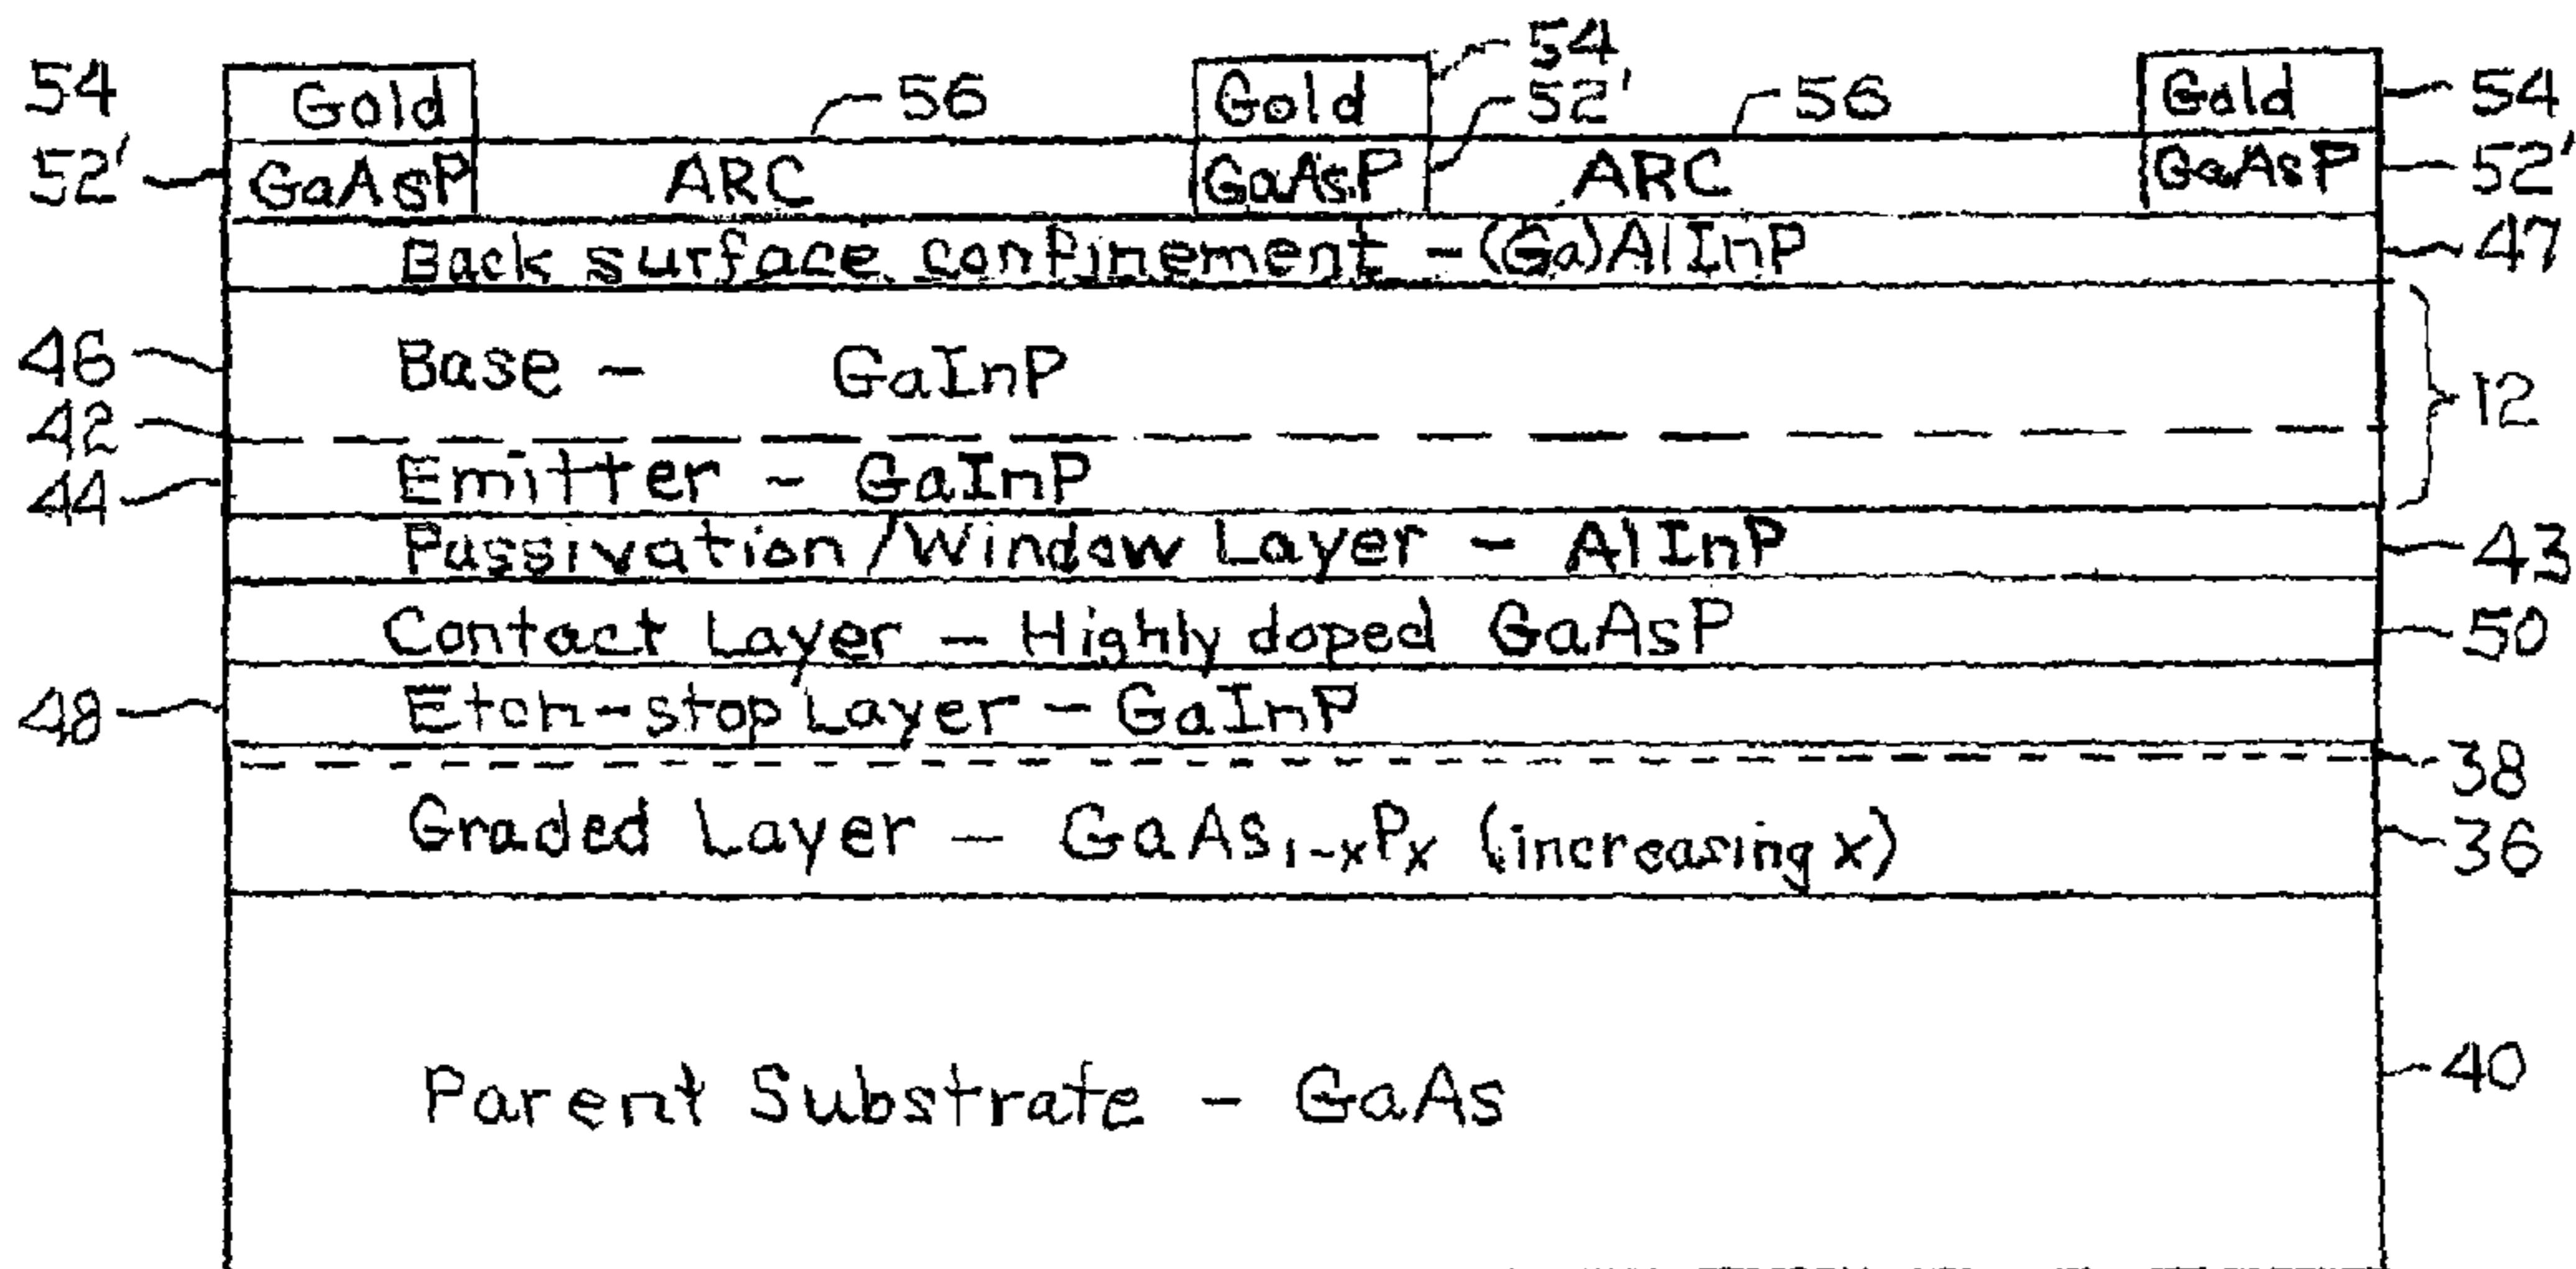 54 Gold 56 Gold 54 56 Gold 54
52' GaAsP ARC GaAsP 52' ARC GaAsP 52'
Back surface confinement - (Ga)AlInP 47
46 Base - GaInP 12
42
44 Emitter - GaInP
Passivation/Window Layer - AlInP 43
Contact Layer - Highly doped GaAsP 50
48 Etch-stop Layer - GaInP
38
Graded Layer - GaAs₁₋ₓPₓ (increasing x) 36
Parent Substrate - GaAs 40